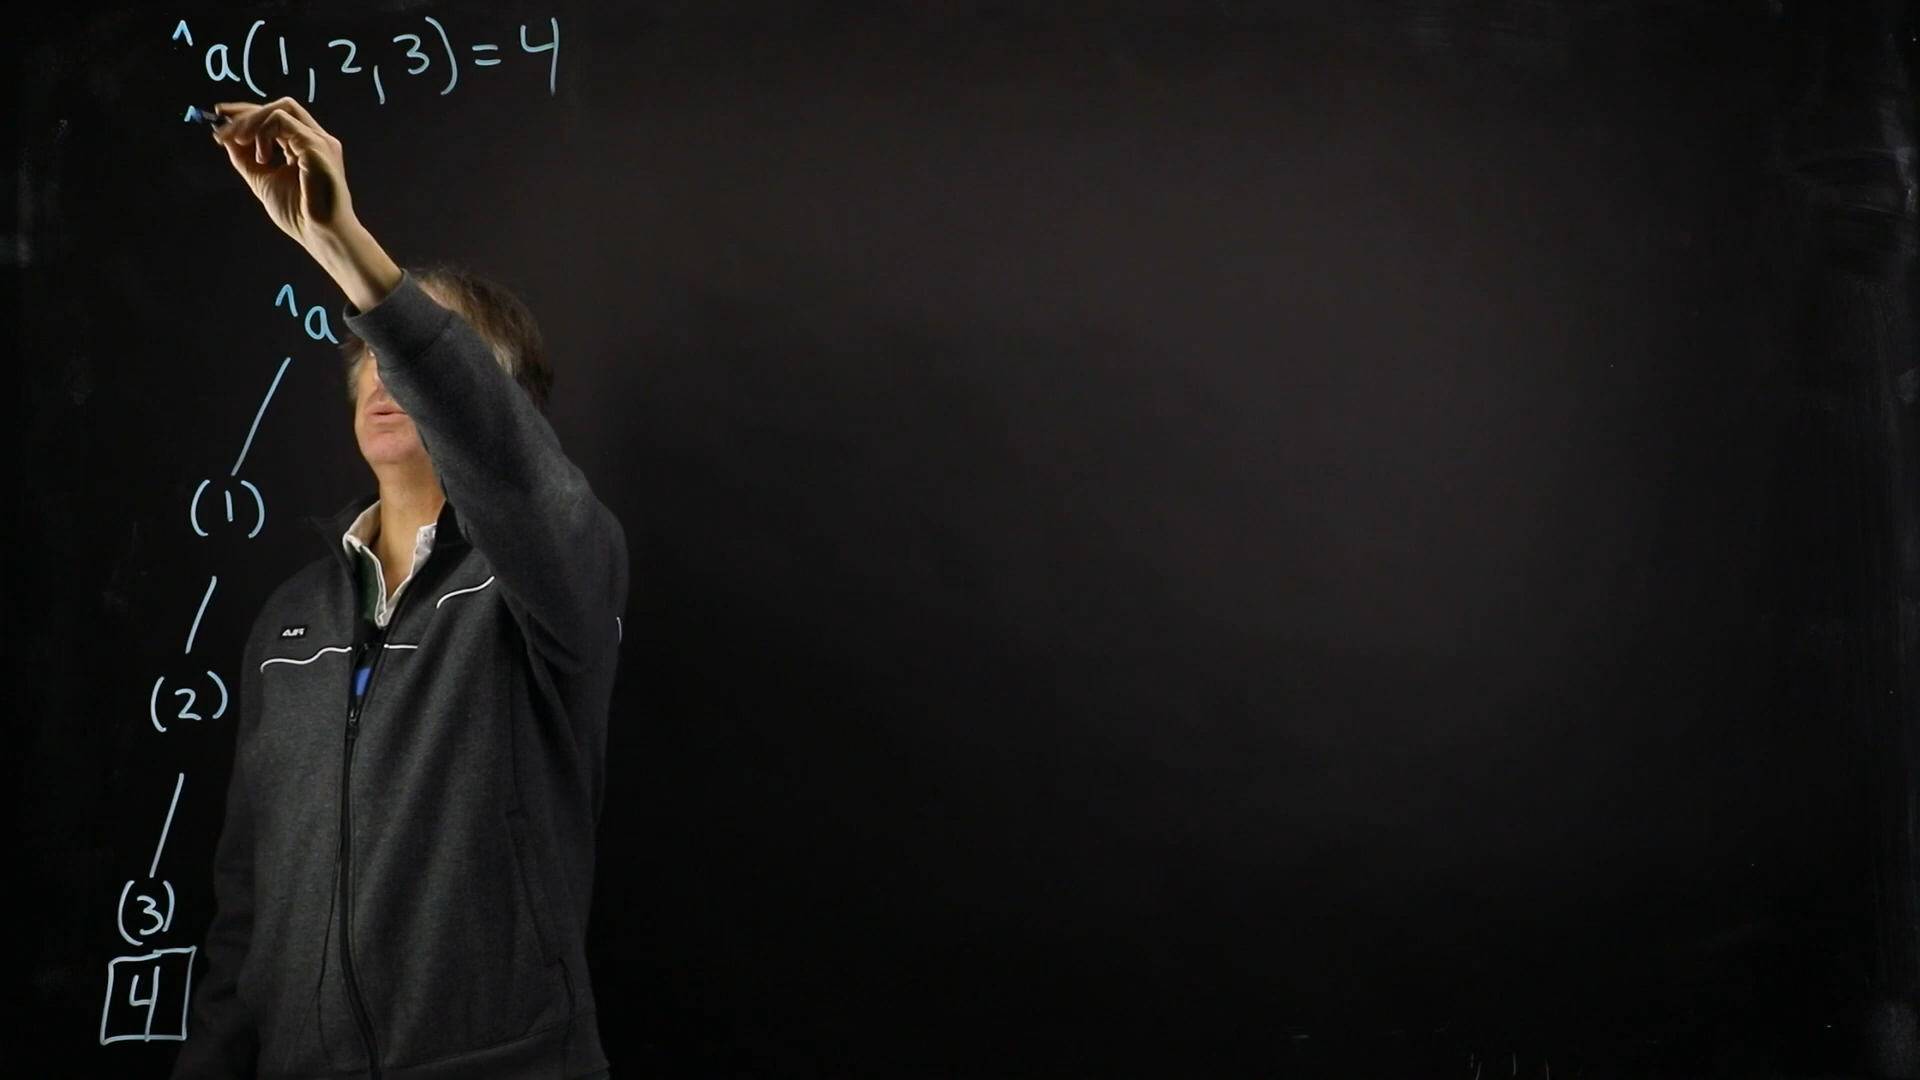 ^a(1,2,3)=4
^
^a
(1)
(2)
(3)
4